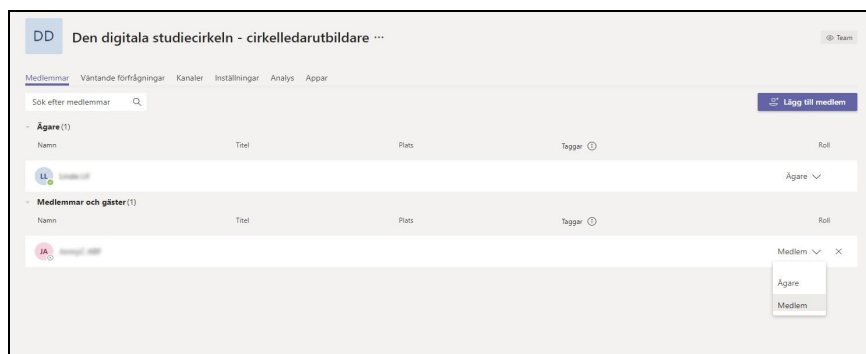 DD Den digitala studiecirkeln - cirkelledarutbildare ...
Team
Medlemmar Väntande förfrågningar Kanaler Inställningar Analys Appar
Sök efter medlemmar Lägg till medlem
Ägare (1)
Namn Titel Plats Taggar Roll
LL Ägare
Medlemmar och gäster (1)
Namn Titel Plats Taggar Roll
JA Medlem
Ägare
Medlem